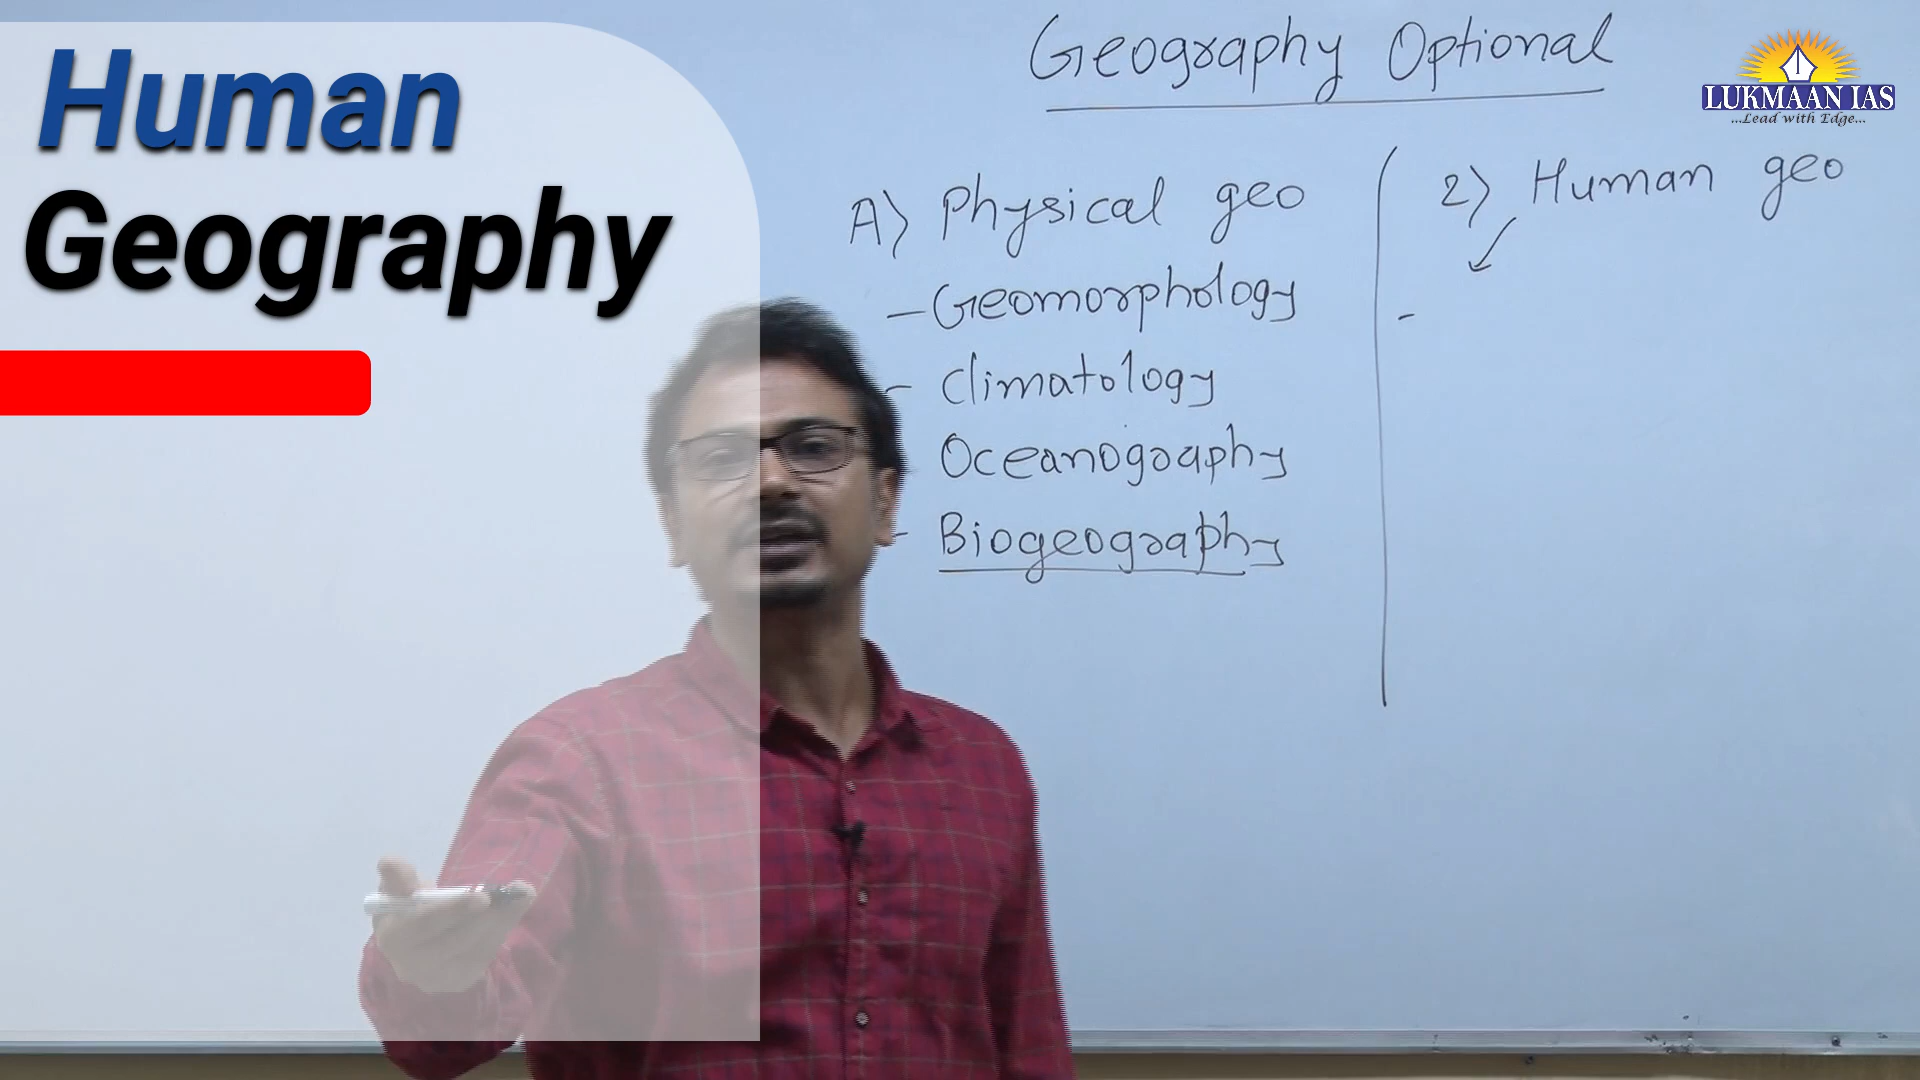 Human
Geography
Geography Optional
LUKMAAN IAS
...Lead with Edge...
A) Physical geo
- Geomorphology
- Climatology
Oceanography
- Biogeography
2) Human geo
-